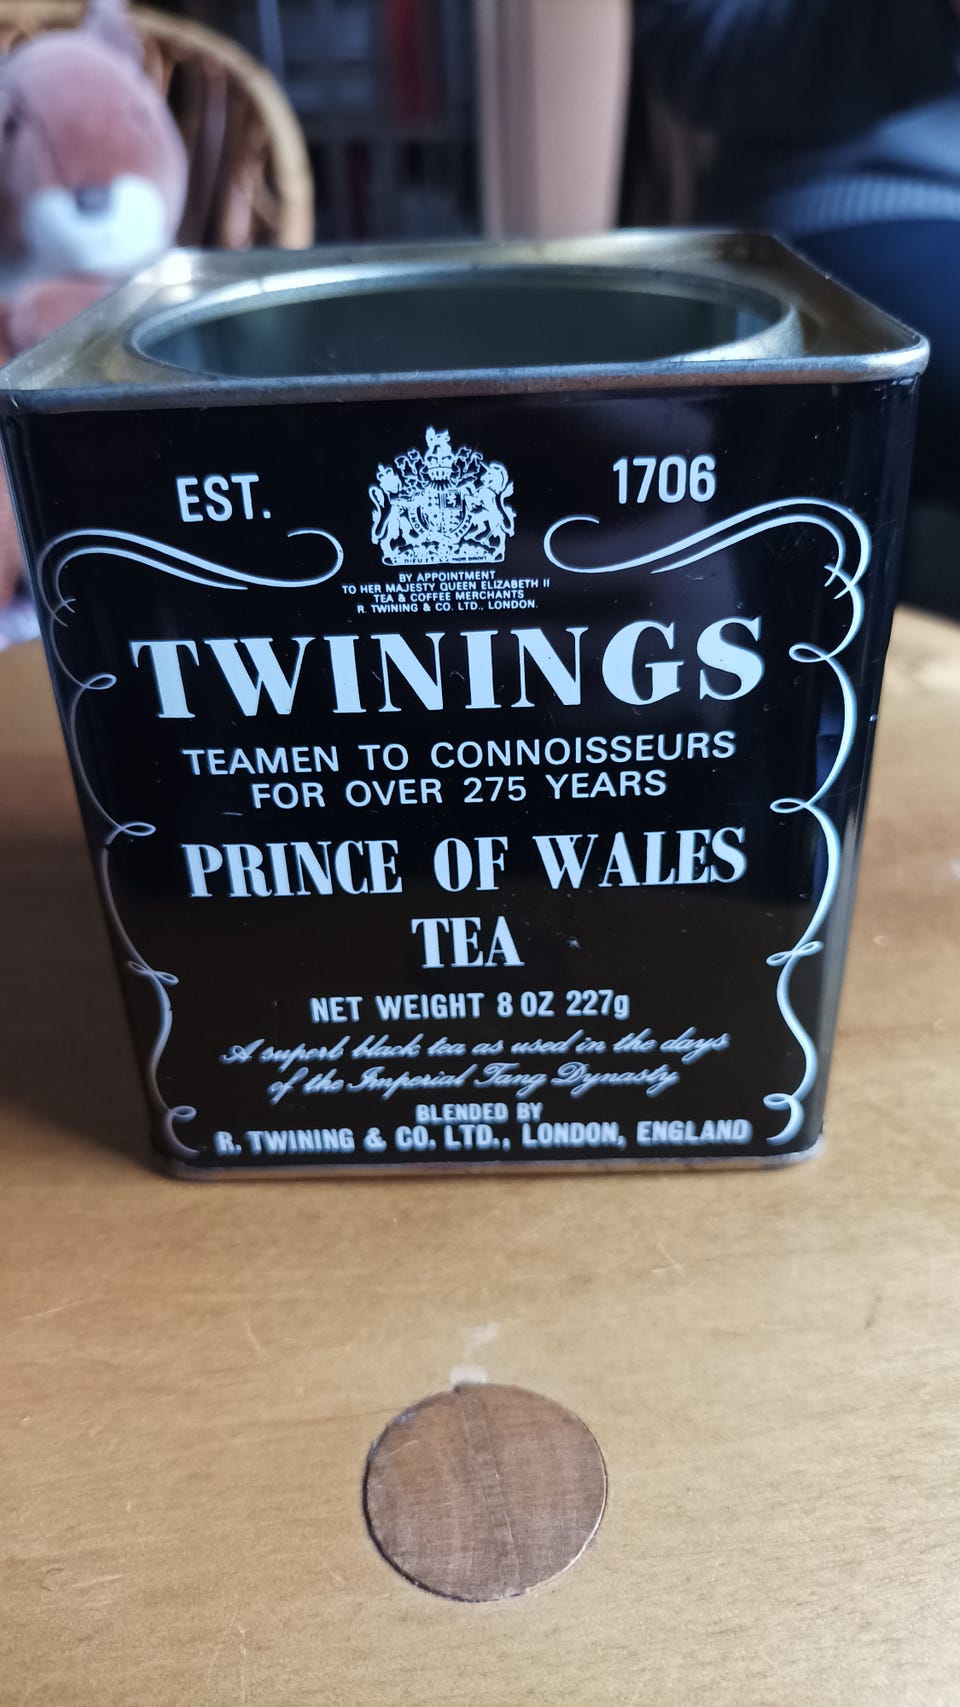 EST. 1706
BY APPOINTMENT
TO HER MAJESTY QUEEN ELIZABETH II
TEA & COFFEE MERCHANTS
R. TWINING & CO. LTD., LONDON.
TWININGS
TEAMEN TO CONNOISSEURS
FOR OVER 275 YEARS
PRINCE OF WALES
TEA
NET WEIGHT 8 OZ 227g
A superb black tea as used in the days
of the Imperial Tang Dynasty
BLENDED BY
R. TWINING & CO. LTD., LONDON, ENGLAND